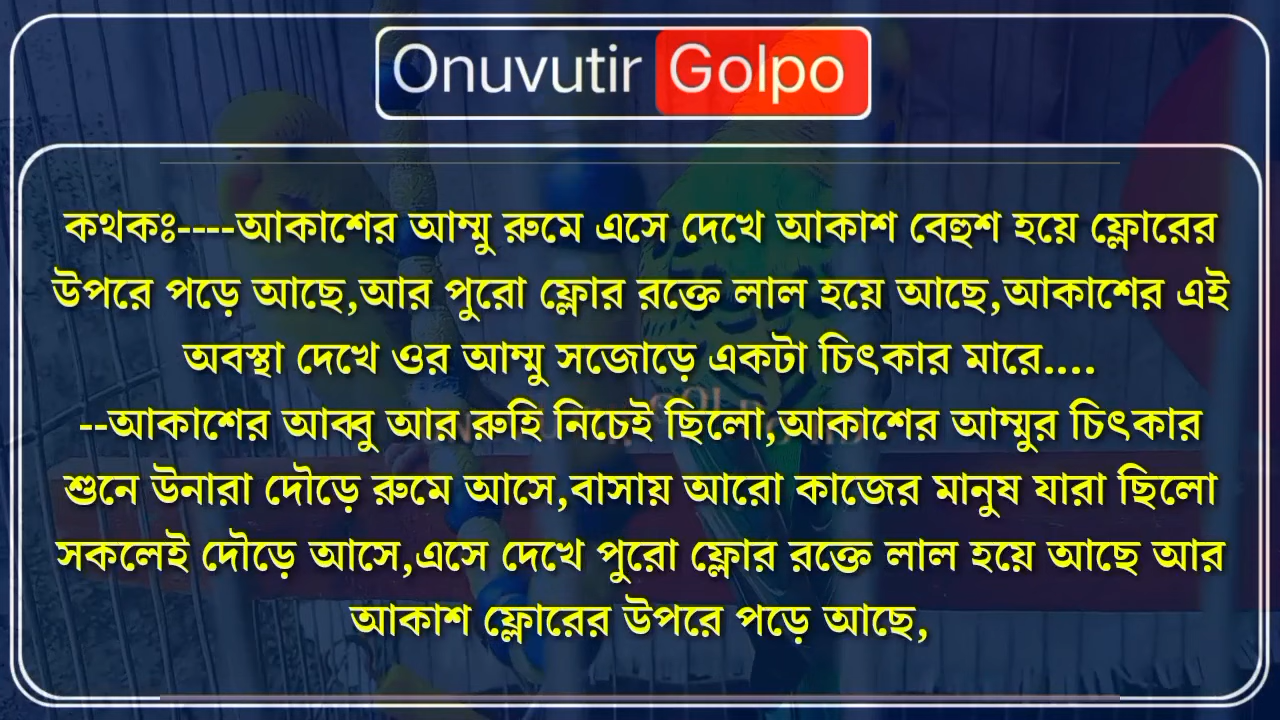 Onuvutir Golpo
কথকঃ----আকাশের আম্মু রুমে এসে দেখে আকাশ বেহুশ হয়ে ফ্লোরের
উপরে পড়ে আছে,আর পুরো ফ্লোর রক্তে লাল হয়ে আছে,আকাশের এই
অবস্থা দেখে ওর আম্মু সজোড়ে একটা চিৎকার মারে....
--আকাশের আব্বু আর রুহি নিচেই ছিলো,আকাশের আম্মুর চিৎকার
শুনে উনারা দৌড়ে রুমে আসে,বাসায় আরো কাজের মানুষ যারা ছিলো
সকলেই দৌড়ে আসে,এসে দেখে পুরো ফ্লোর রক্তে লাল হয়ে আছে আর
আকাশ ফ্লোরের উপরে পড়ে আছে,